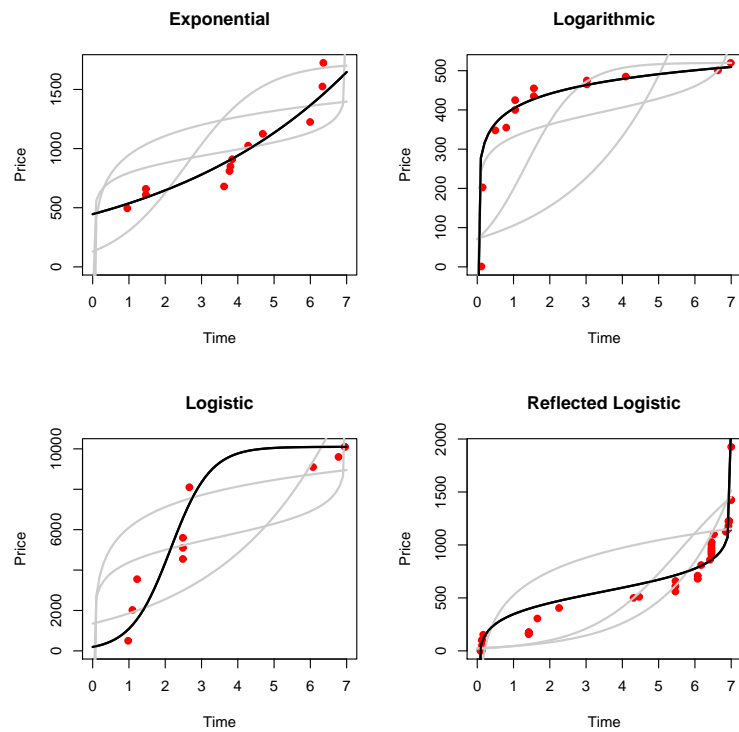 Exponential
Price
0 500 1000 1500
0 1 2 3 4 5 6 7
Time
Logarithmic
Price
0 100 200 300 400 500
0 1 2 3 4 5 6 7
Time
Logistic
Price
0 2000 6000 10000
0 1 2 3 4 5 6 7
Time
Reflected Logistic
Price
0 500 1000 1500 2000
0 1 2 3 4 5 6 7
Time